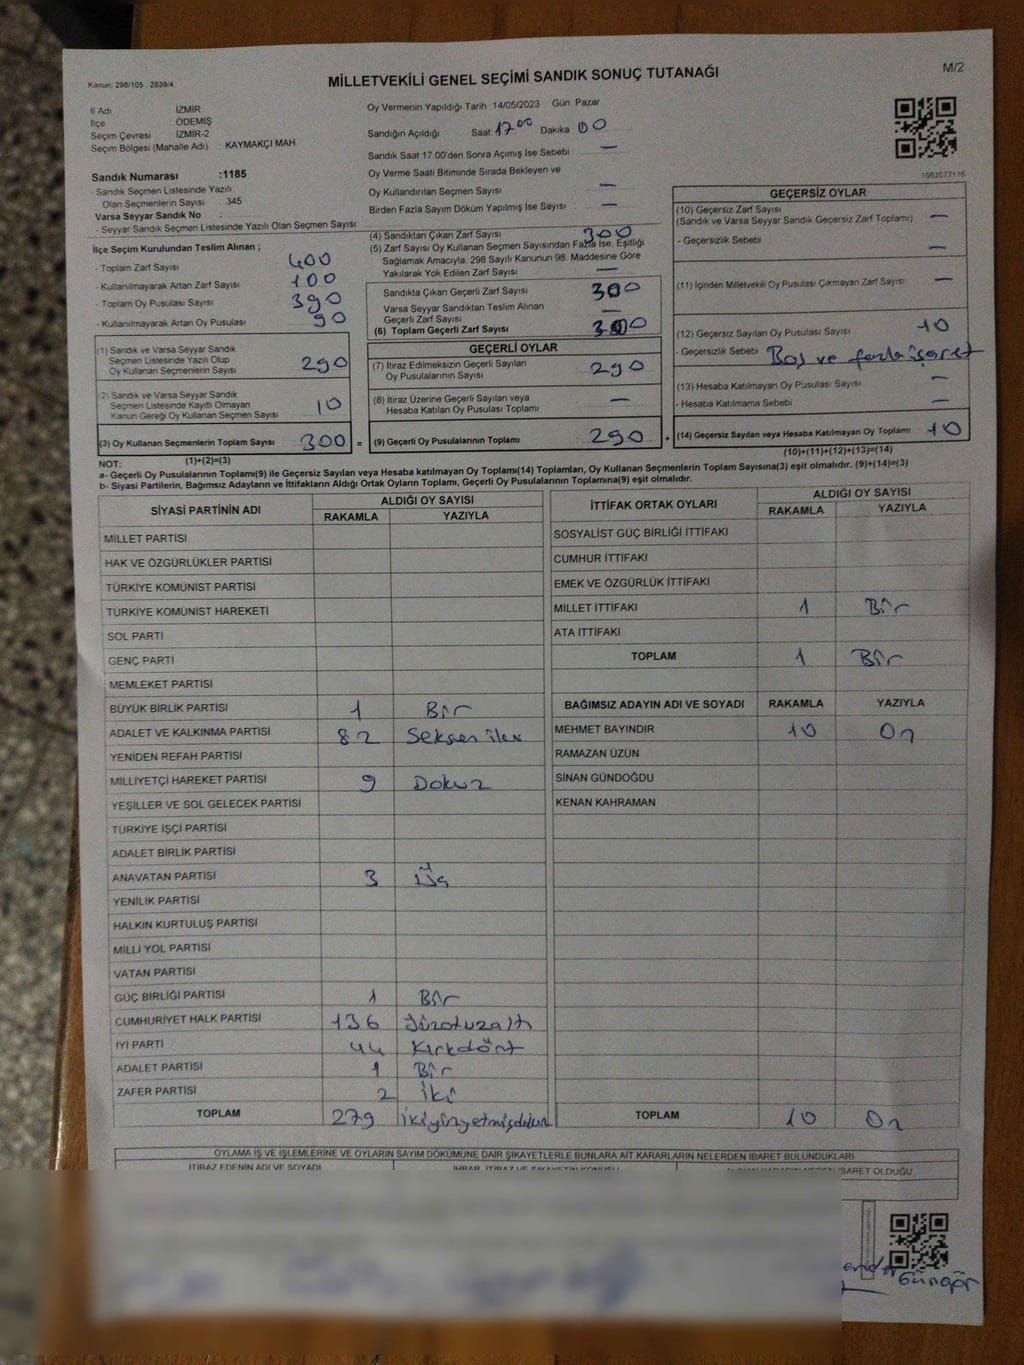 Kanun: 298/105 2839/4
MİLLETVEKİLİ GENEL SEÇİMİ SANDIK SONUÇ TUTANAĞI
M/2
İl Adı İZMİR
İlçe ÖDEMİŞ
Seçim Çevresi İZMİR-2
Seçim Bölgesi (Mahalle Adı) KAYMAKÇI MAH
Sandık Numarası :1185
- Sandık Seçmen Listesinde Yazılı
Olan Seçmenlerin Sayısı 345
Varsa Seyyar Sandık No :
- Seyyar Sandık Seçmen Listesinde Yazılı Olan Seçmen Sayısı
İlçe Seçim Kurulundan Teslim Alınan ;
- Toplam Zarf Sayısı 400
- Kullanılmayarak Artan Zarf Sayısı 100
- Toplam Oy Pusulası Sayısı 390
- Kullanılmayarak Artan Oy Pusulası 90
(1) Sandık ve Varsa Seyyar Sandık
Seçmen Listesinde Yazılı Olup
Oy Kullanan Seçmenlerin Sayısı 290
(2) Sandık ve Varsa Seyyar Sandık
Seçmen Listesinde Kayıtlı Olmayan
Kanun Gereği Oy Kullanan Seçmen Sayısı 10
(3) Oy Kullanan Seçmenlerin Toplam Sayısı 300 =
(1)+(2)=(3)
Oy Vermenin Yapıldığı Tarih 14/05/2023 Gün. Pazar
Sandığın Açıldığı Saat 17 00 Dakika 00
Sandık Saat 17.00'den Sonra Açımış İse Sebebi —
Oy Verme Saati Bitiminde Sırada Bekleyen ve
Oy Kullandırılan Seçmen Sayısı —
Birden Fazla Sayım Döküm Yapılmış İse Sayısı —
(4) Sandıktan Çıkan Zarf Sayısı 300
(5) Zarf Sayısı Oy Kullanan Seçmen Sayısından Fazla İse, Eşitliği
Sağlamak Amacıyla, 298 Sayılı Kanunun 98. Maddesine Göre
Yakılarak Yok Edilen Zarf Sayısı —
Sandıkta Çıkan Geçerli Zarf Sayısı 300
Varsa Seyyar Sandıktan Teslim Alınan
Geçerli Zarf Sayısı —
(6) Toplam Geçerli Zarf Sayısı 300
GEÇERLİ OYLAR
(7) İtiraz Edilmeksizin Geçerli Sayılan
Oy Pusulalarının Sayısı 290
(8) İtiraz Üzerine Geçerli Sayılan veya
Hesaba Katılan Oy Pusulası Toplamı —
(9) Geçerli Oy Pusulalarının Toplamı 290 +
1063577116
GEÇERSİZ OYLAR
(10) Geçersiz Zarf Sayısı
(Sandık ve Varsa Seyyar Sandık Geçersiz Zarf Toplamı) —
- Geçersizlik Sebebi —
(11) İçinden Milletvekili Oy Pusulası Çıkmayan Zarf Sayısı —
(12) Geçersiz Sayılan Oy Pusulası Sayısı 10
- Geçersizlik Sebebi Boş ve fazla işaret
(13) Hesaba Katılmayan Oy Pusulası Sayısı —
- Hesaba Katılmama Sebebi —
(14) Geçersiz Sayılan veya Hesaba Katılmayan Oy Toplamı 10
(10)+(11)+(12)+(13)=(14)
NOT:
a- Geçerli Oy Pusulalarının Toplamı(9) ile Geçersiz Sayılan veya Hesaba katılmayan Oy Toplamı(14) Toplamları, Oy Kullanan Seçmenlerin Toplam Sayısına(3) eşit olmalıdır. (9)+(14)=(3)
b- Siyasi Partilerin, Bağımsız Adayların ve İttifakların Aldığı Ortak Oyların Toplamı, Geçerli Oy Pusulalarının Toplamına(9) eşit olmalıdır.
SİYASİ PARTİNİN ADI ALDIĞI OY SAYISI
RAKAMLA YAZIYLA
MİLLET PARTİSİ
HAK VE ÖZGÜRLÜKLER PARTİSİ
TÜRKİYE KOMÜNİST PARTİSİ
TÜRKİYE KOMÜNİST HAREKETİ
SOL PARTİ
GENÇ PARTİ
MEMLEKET PARTİSİ
BÜYÜK BİRLİK PARTİSİ 1 Bir
ADALET VE KALKINMA PARTİSİ 82 Seksen iki
YENİDEN REFAH PARTİSİ
MİLLİYETÇİ HAREKET PARTİSİ 9 Dokuz
YEŞİLLER VE SOL GELECEK PARTİSİ
TÜRKİYE İŞÇİ PARTİSİ
ADALET BİRLİK PARTİSİ
ANAVATAN PARTİSİ 3 Üç
YENİLİK PARTİSİ
HALKIN KURTULUŞ PARTİSİ
MİLLİ YOL PARTİSİ
VATAN PARTİSİ
GÜÇ BİRLİĞİ PARTİSİ 1 Bir
CUMHURİYET HALK PARTİSİ 136 Yüzotuzaltı
İYİ PARTİ 44 Kırkdört
ADALET PARTİSİ 1 Bir
ZAFER PARTİSİ 2 İki
TOPLAM 279 İkiyüzyetmişdokuz
İTTİFAK ORTAK OYLARI ALDIĞI OY SAYISI
RAKAMLA YAZIYLA
SOSYALİST GÜÇ BİRLİĞİ İTTİFAKI
CUMHUR İTTİFAKI
EMEK VE ÖZGÜRLÜK İTTİFAKI
MİLLET İTTİFAKI 1 Bir
ATA İTTİFAKI
TOPLAM 1 Bir
BAĞIMSIZ ADAYIN ADI VE SOYADI RAKAMLA YAZIYLA
MEHMET BAYINDIR 10 On
RAMAZAN ÜZÜN
SİNAN GÜNDOĞDU
KENAN KAHRAMAN
TOPLAM 10 On
OYLAMA İŞ VE İŞLEMLERİNE VE OYLARIN SAYIM DÖKÜMÜNE DAİR ŞİKAYETLERLE BUNLARA AİT KARARLARIN NELERDEN İBARET BULUNDUKLARI
İTİRAZ EDENİN ADI VE SOYADI İHBAR, İTİRAZ VE ŞİKAYETİN KONUSU İBARET OLDUĞU
Güngör